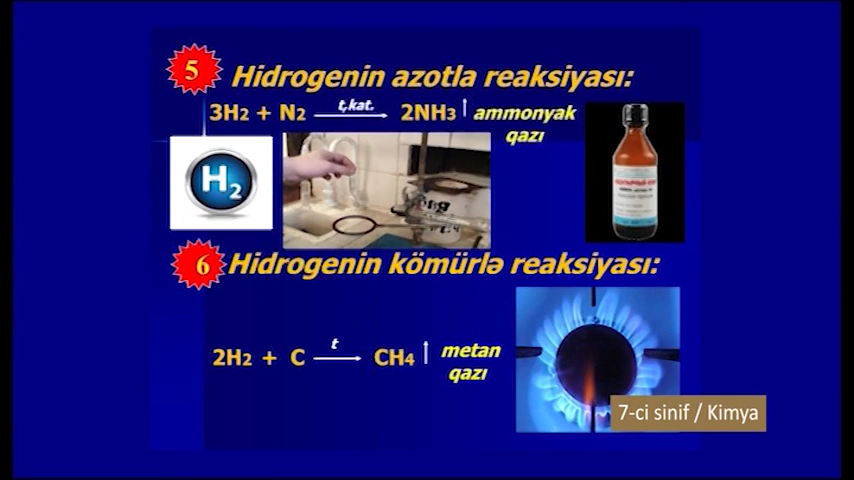 5
Hidrogenin azotla reaksiyası:
3H2 + N2 t,kat. 2NH3 ammonyak
qazı
H2
6
Hidrogenin kömürlə reaksiyası:
2H2 + C t CH4 metan
qazı
7-ci sinif / Kimya